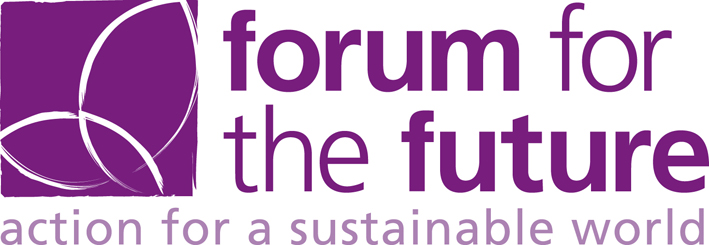 forum for
the future
action for a sustainable world